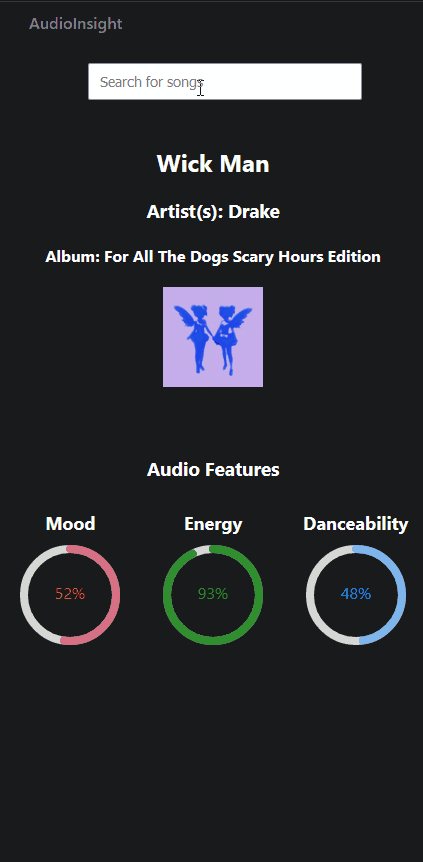 AudioInsight
Search for songs
Wick Man
Artist(s): Drake
Album: For All The Dogs Scary Hours Edition
Audio Features
Mood Energy Danceability
52% 93% 48%